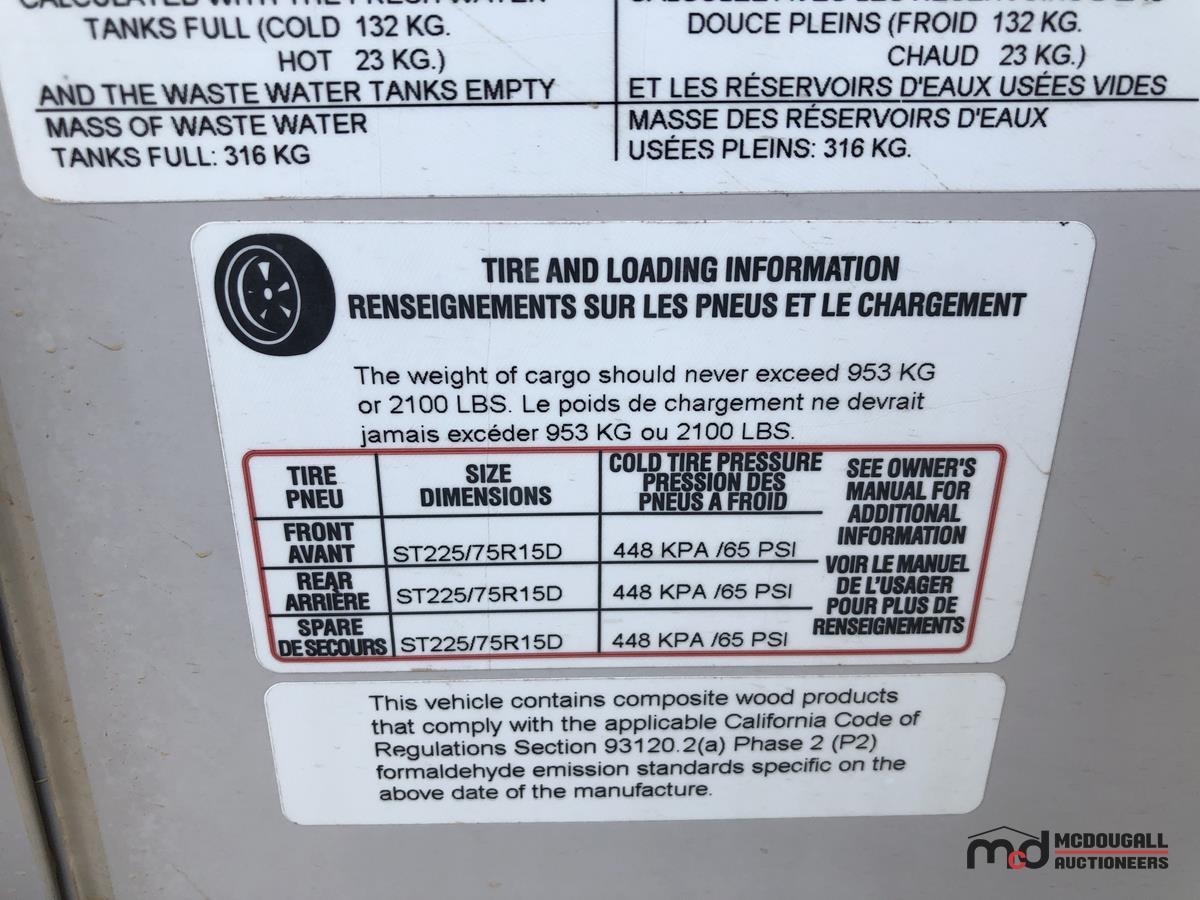 CALCULATED WITH THE FRESH WATER
TANKS FULL (COLD 132 KG.
HOT 23 KG.)
AND THE WASTE WATER TANKS EMPTY
MASS OF WASTE WATER
TANKS FULL: 316 KG
DOUCE PLEINS (FROID 132 KG.
CHAUD 23 KG.)
ET LES RÉSERVOIRS D'EAUX USÉES VIDES
MASSE DES RÉSERVOIRS D'EAUX
USÉES PLEINS: 316 KG.
TIRE AND LOADING INFORMATION
RENSEIGNEMENTS SUR LES PNEUS ET LE CHARGEMENT
The weight of cargo should never exceed 953 KG
or 2100 LBS. Le poids de chargement ne devrait
jamais excéder 953 KG ou 2100 LBS.
TIRE
PNEU
SIZE
DIMENSIONS
COLD TIRE PRESSURE
PRESSION DES
PNEUS A FROID
FRONT
AVANT
ST225/75R15D
448 KPA /65 PSI
REAR
ARRIÈRE
ST225/75R15D
448 KPA /65 PSI
SPARE
DE SECOURS
ST225/75R15D
448 KPA /65 PSI
SEE OWNER'S
MANUAL FOR
ADDITIONAL
INFORMATION
VOIR LE MANUEL
DE L'USAGER
POUR PLUS DE
RENSEIGNEMENTS
This vehicle contains composite wood products
that comply with the applicable California Code of
Regulations Section 93120.2(a) Phase 2 (P2)
formaldehyde emission standards specific on the
above date of the manufacture.
mcd
MCDOUGALL
AUCTIONEERS